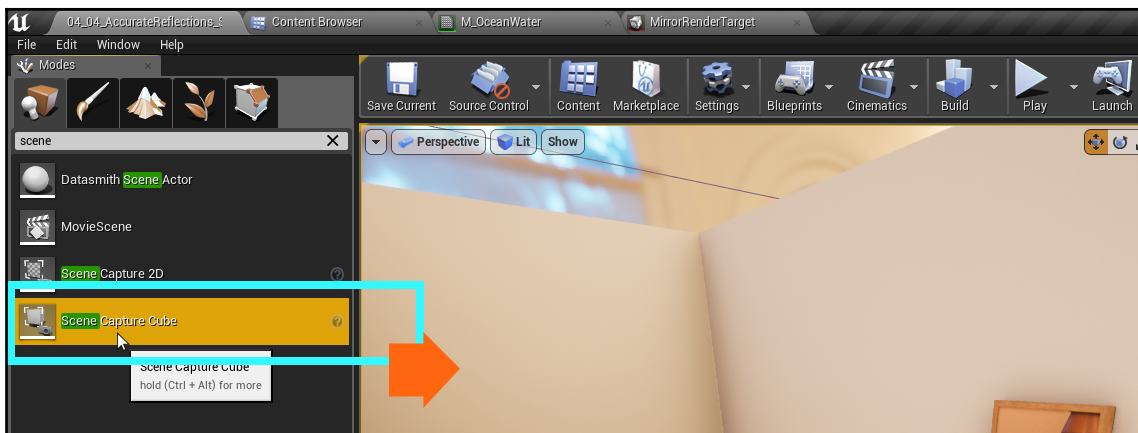 04_04_AccurateReflections_S
Content Browser
M_OceanWater
MirrorRenderTarget
File Edit Window Help
Modes
Save Current Source Control Content Marketplace Settings Blueprints Cinematics Build Play Launch
scene
Perspective Lit Show
Datasmith Scene Actor
MovieScene
Scene Capture 2D
Scene Capture Cube
Scene Capture Cube
hold (Ctrl + Alt) for more